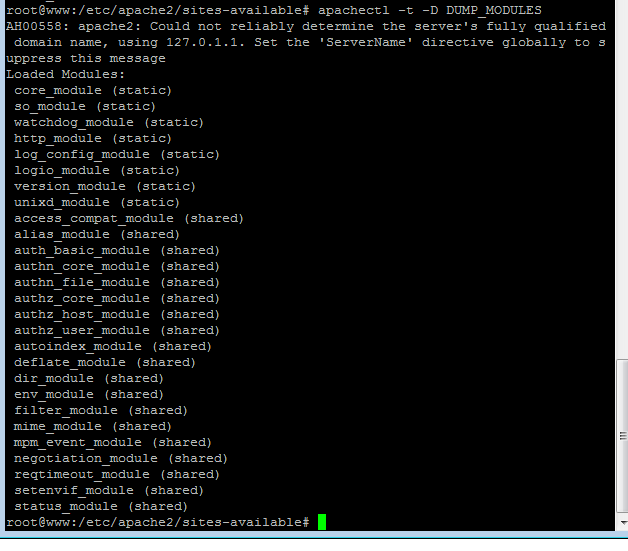 root@www:/etc/apache2/sites-available# apachectl -t -D DUMP_MODULES
AH00558: apache2: Could not reliably determine the server's fully qualified
 domain name, using 127.0.1.1. Set the 'ServerName' directive globally to s
uppress this message
Loaded Modules:
 core_module (static)
 so_module (static)
 watchdog_module (static)
 http_module (static)
 log_config_module (static)
 logio_module (static)
 version_module (static)
 unixd_module (static)
 access_compat_module (shared)
 alias_module (shared)
 auth_basic_module (shared)
 authn_core_module (shared)
 authn_file_module (shared)
 authz_core_module (shared)
 authz_host_module (shared)
 authz_user_module (shared)
 autoindex_module (shared)
 deflate_module (shared)
 dir_module (shared)
 env_module (shared)
 filter_module (shared)
 mime_module (shared)
 mpm_event_module (shared)
 negotiation_module (shared)
 reqtimeout_module (shared)
 setenvif_module (shared)
 status_module (shared)
root@www:/etc/apache2/sites-available#